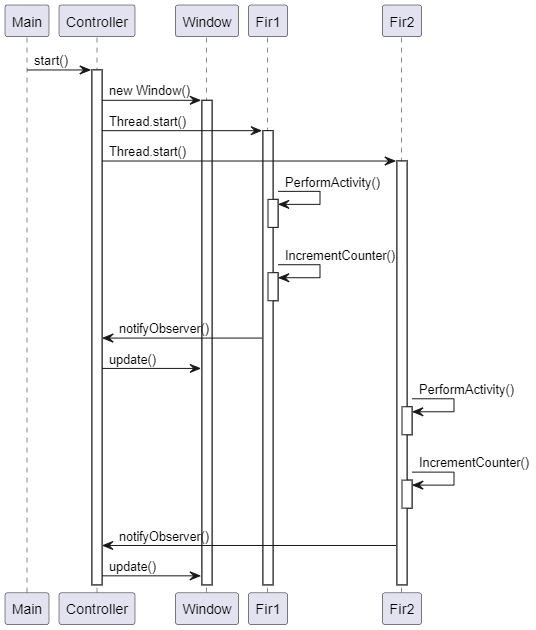 Main Controller Window Fir1 Fir2
start()
new Window()
Thread.start()
Thread.start()
PerformActivity()
IncrementCounter()
notifyObserver()
update()
PerformActivity()
IncrementCounter()
notifyObserver()
update()
Main Controller Window Fir1 Fir2